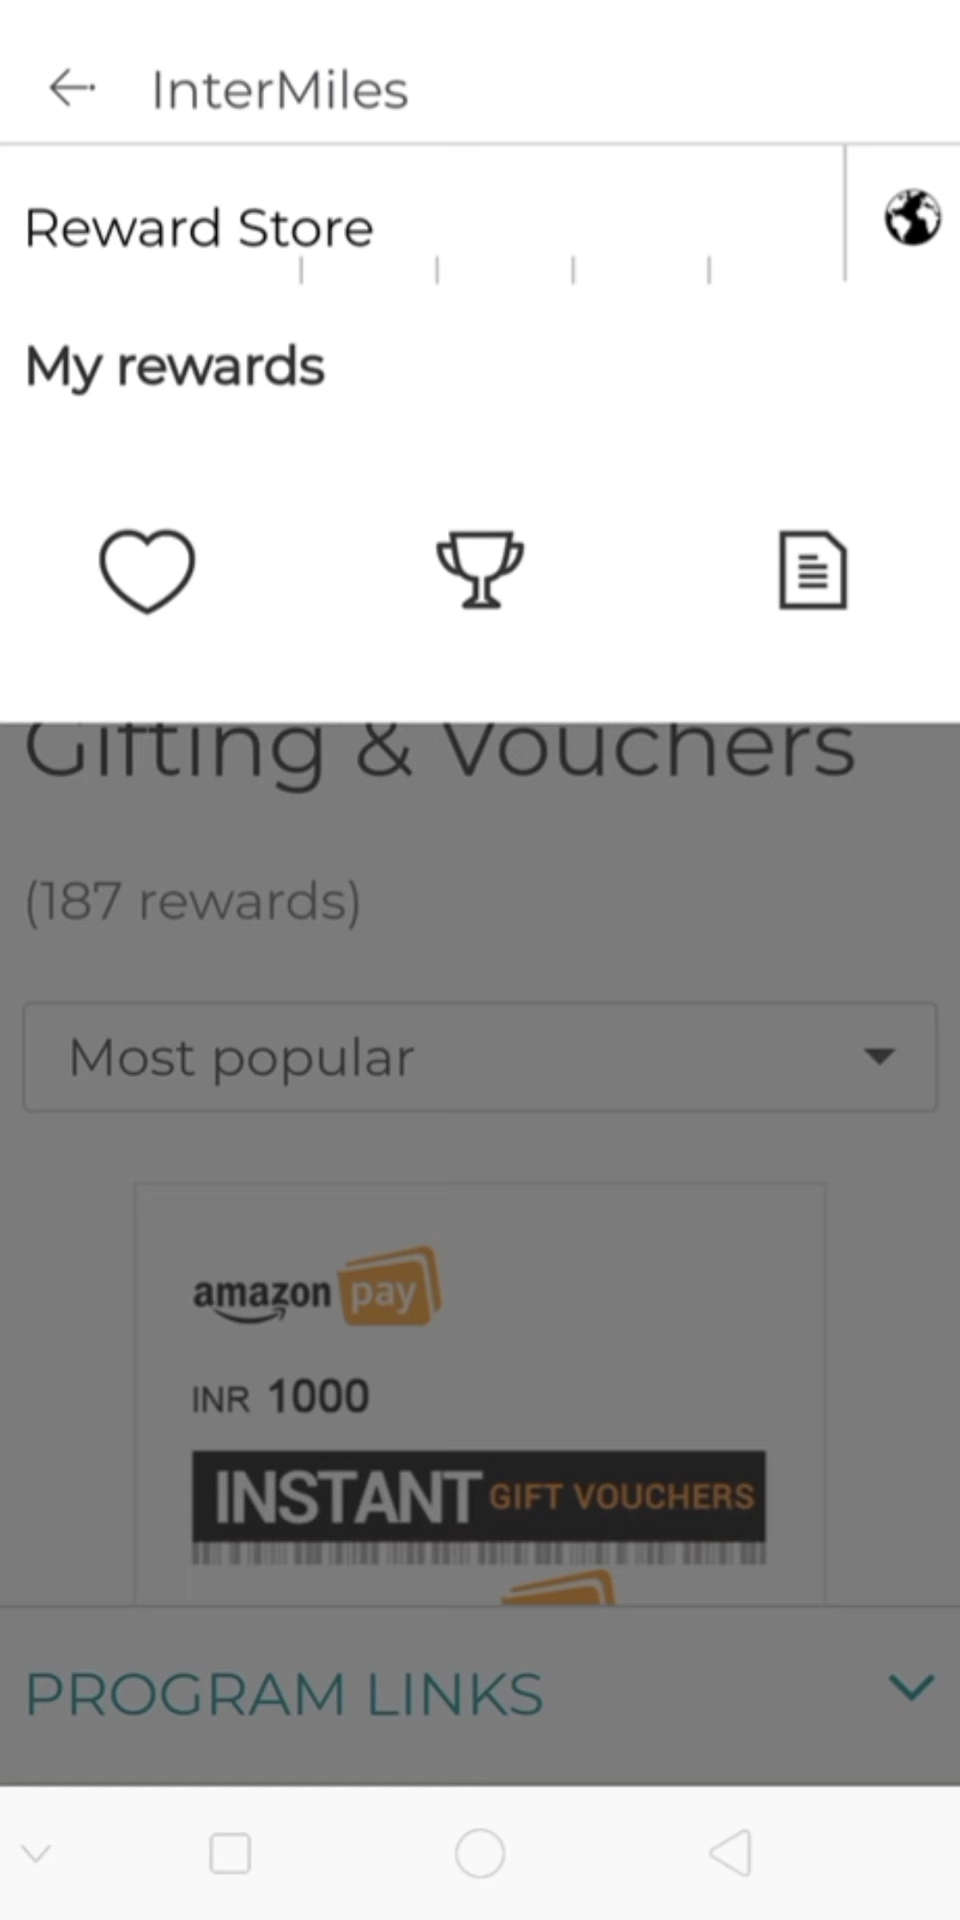 InterMiles
Reward Store
My rewards
Gifting & Vouchers
(187 rewards)
Most popular
amazon pay
INR 1000
INSTANT GIFT VOUCHERS
PROGRAM LINKS